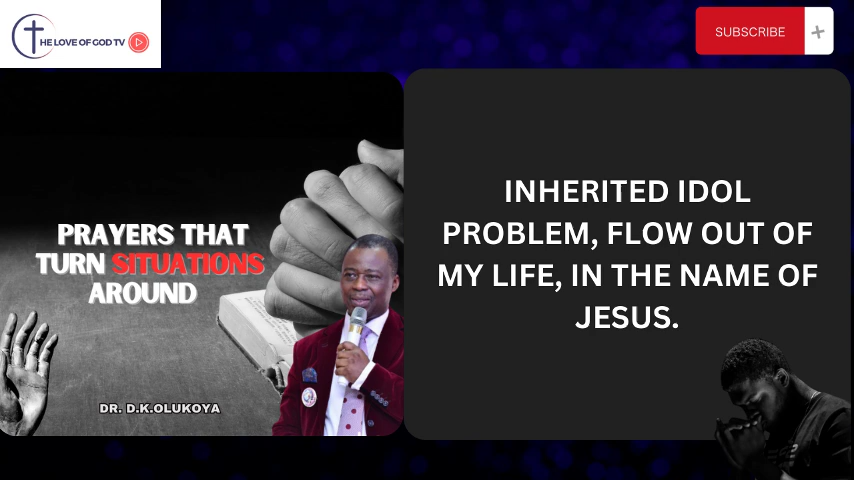 THE LOVE OF GOD TV
SUBSCRIBE +
PRAYERS THAT
TURN SITUATIONS
AROUND
DR. D.K.OLUKOYA
INHERITED IDOL
PROBLEM, FLOW OUT OF
MY LIFE, IN THE NAME OF
JESUS.